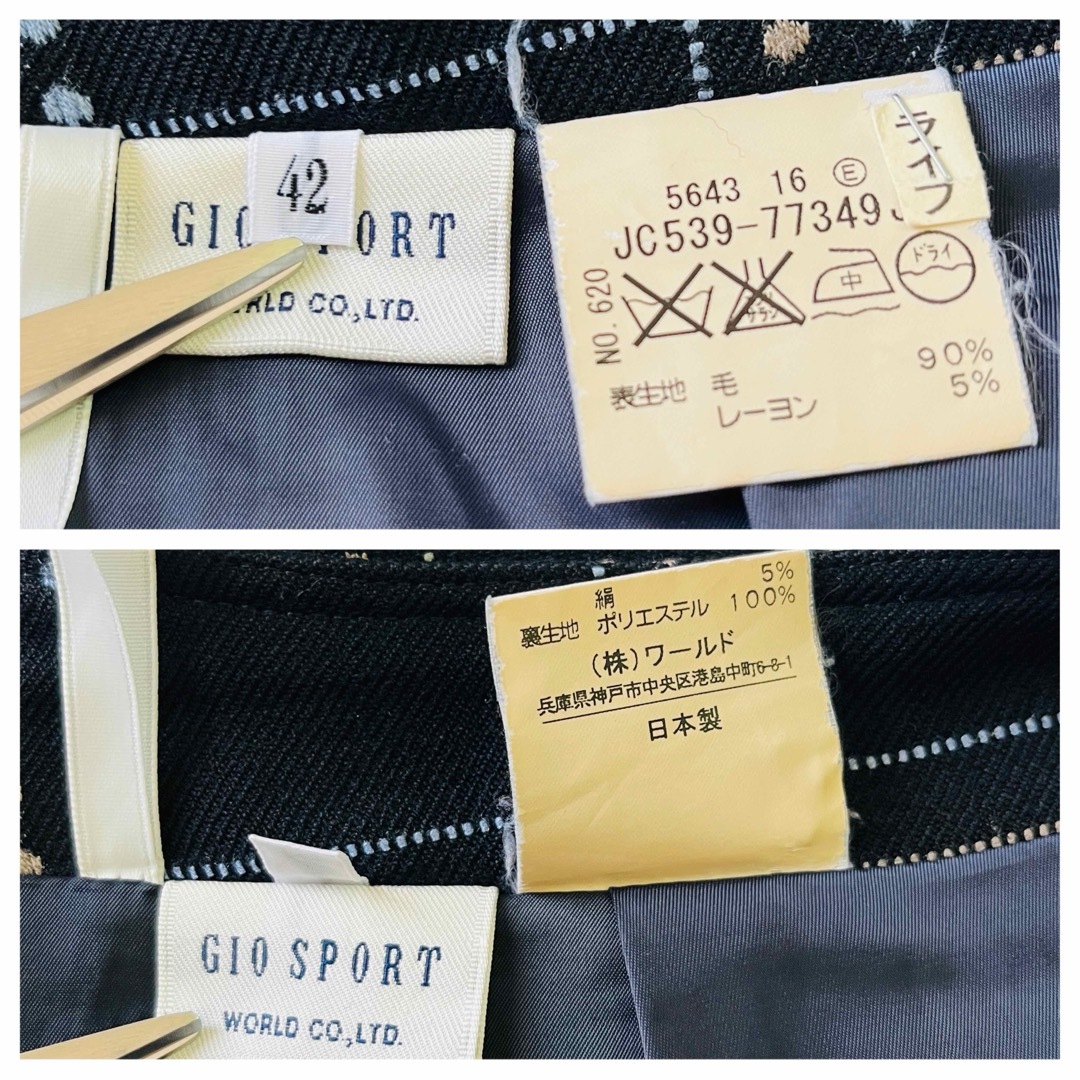 42
GIO SPORT
WORLD CO.,LTD.
ライフ
5643 16 Ⓔ
JC539-77349
NO. 620
サラシ
中
ドライ
表生地 毛 90%
レーヨン 5%
絹 5%
裏生地 ポリエステル 100%
(株)ワールド
兵庫県神戸市中央区港島中町6-8-1
日本製
GIO SPORT
WORLD CO.,LTD.